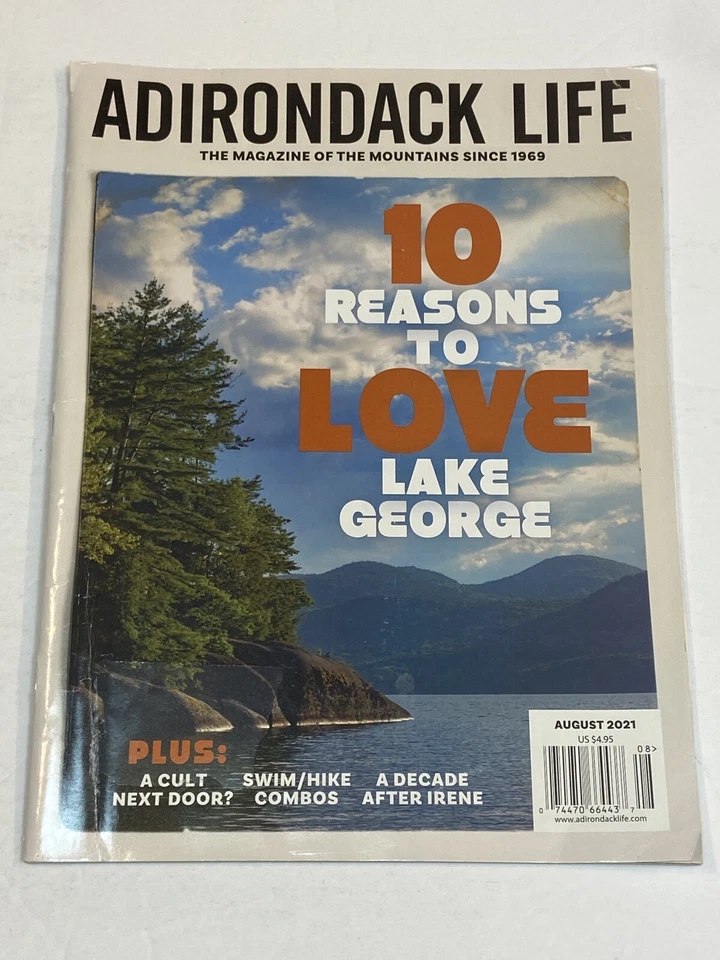 ADIRONDACK LIFE
THE MAGAZINE OF THE MOUNTAINS SINCE 1969
10
REASONS
TO
LOVE
LAKE
GEORGE
PLUS:
A CULT
NEXT DOOR?
SWIM/HIKE
COMBOS
A DECADE
AFTER IRENE
AUGUST 2021
US $4.95
08>
0 74470 66443 7
www.adirondacklife.com